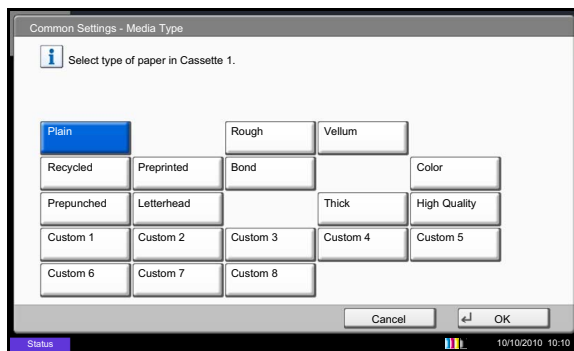 Common Settings - Media Type
Select type of paper in Cassette 1.
Plain Rough Vellum
Recycled Preprinted Bond Color
Prepunched Letterhead Thick High Quality
Custom 1 Custom 2 Custom 3 Custom 4 Custom 5
Custom 6 Custom 7 Custom 8
Cancel OK
Status 10/10/2010 10:10